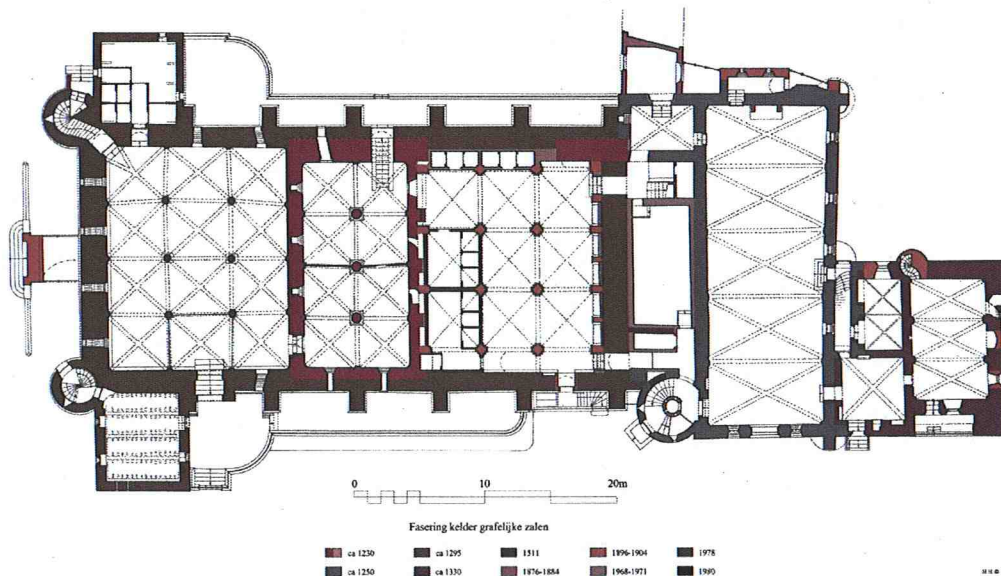 0 10 20m
Fasering kelder grafelijke zalen
ca 1230 ca 1295 1511 1896-1904 1978
ca 1250 ca 1330 1876-1884 1968-1971 1980